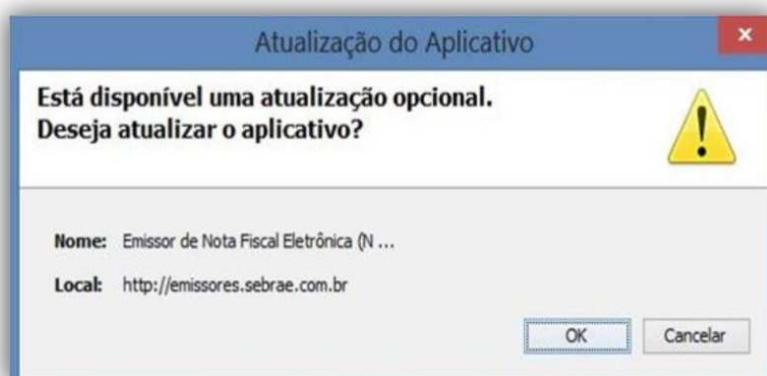 Atualização do Aplicativo
Está disponível uma atualização opcional.
Deseja atualizar o aplicativo?
Nome: Emissor de Nota Fiscal Eletrônica (N ...
Local: http://emissores.sebrae.com.br
OK
Cancelar